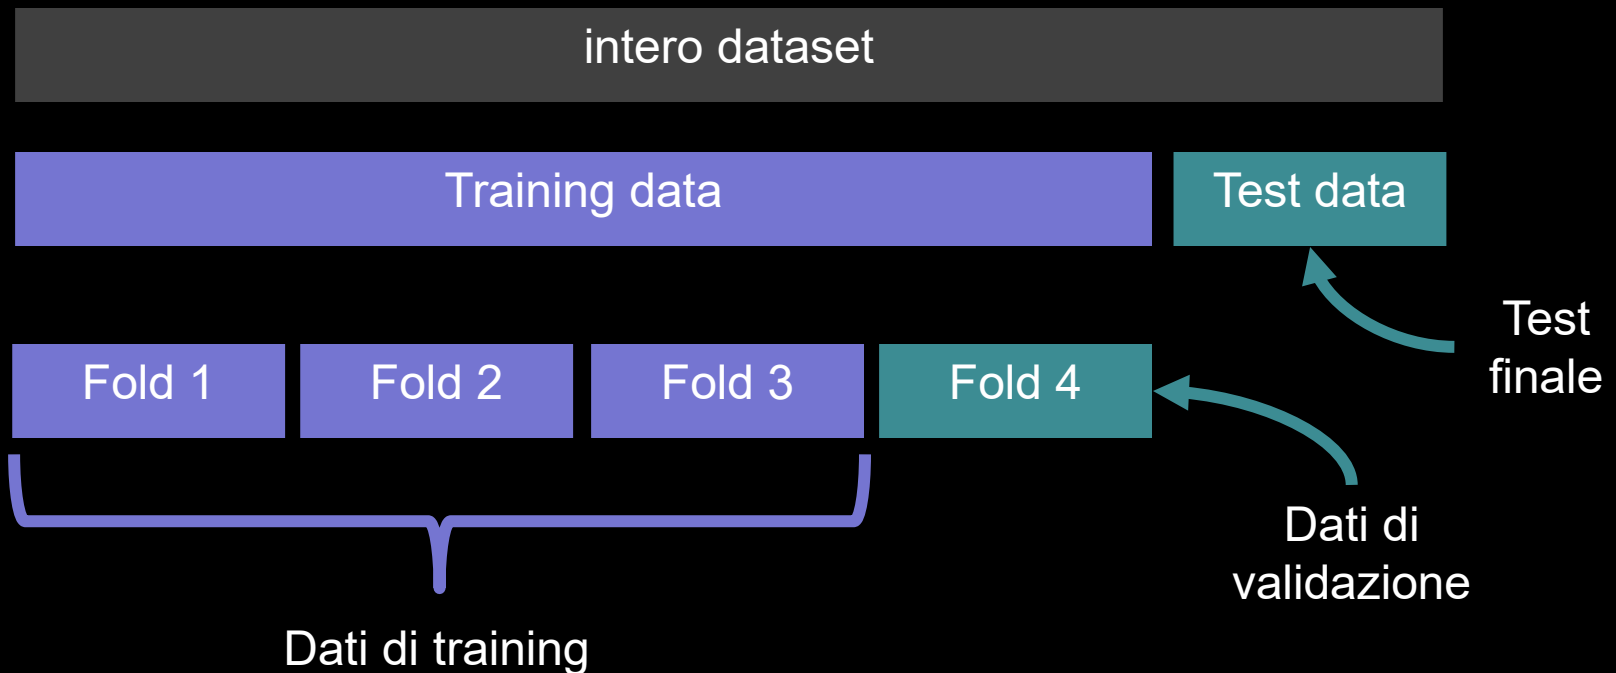 intero dataset
Training data
Test data
Test
finale
Fold 1
Fold 2
Fold 3
Fold 4
Dati di
validazione
Dati di training